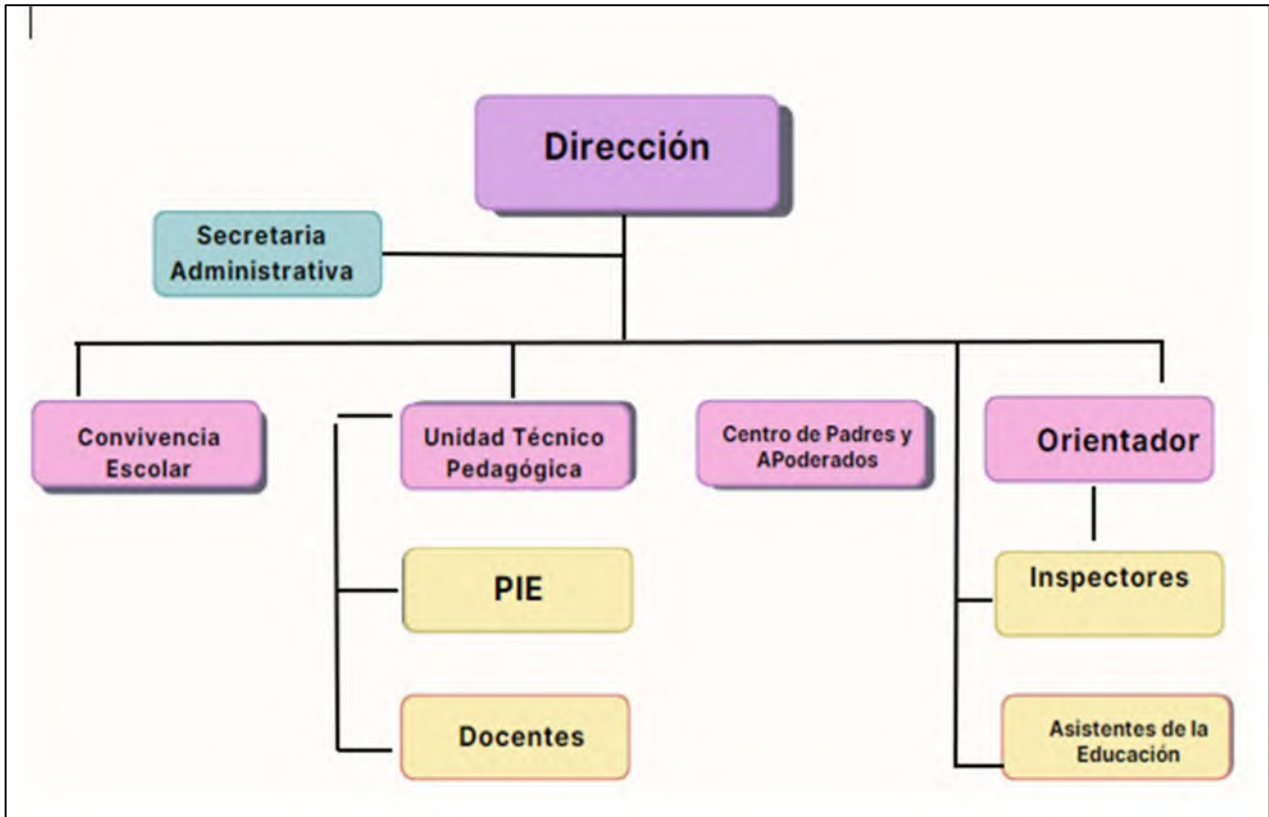 Dirección
Secretaria
Administrativa
Convivencia
Escolar
Unidad Técnico
Pedagógica
Centro de Padres y
APoderados
Orientador
PIE
Inspectores
Docentes
Asistentes de la
Educación